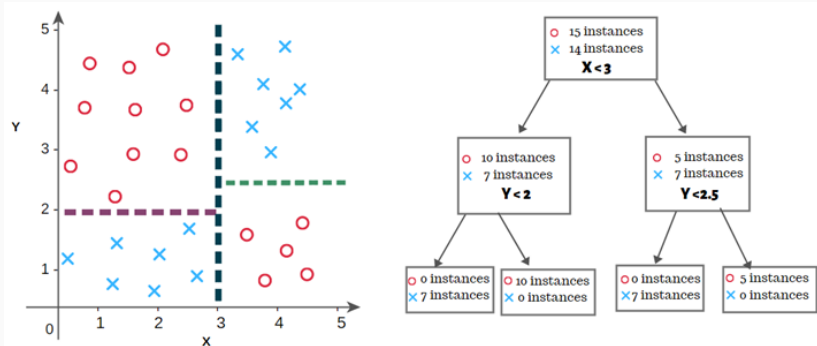 5
4
Y
3
2
1
0
1
2
3
4
5
X
15 instances
14 instances
X < 3
10 instances
7 instances
Y < 2
5 instances
7 instances
Y <2.5
0 instances
7 instances
10 instances
0 instances
0 instances
7 instances
5 instances
0 instances